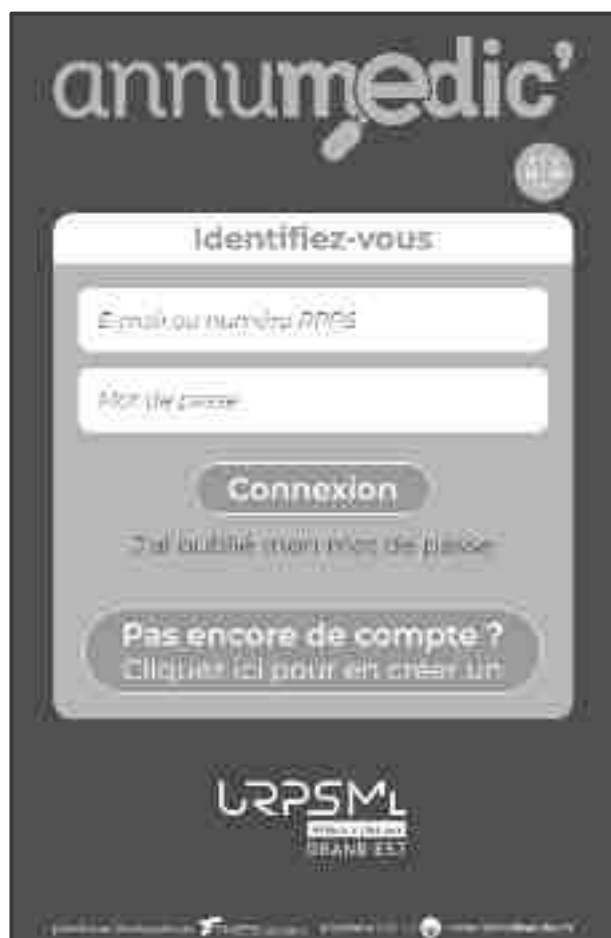 annumedic'
Identifiez-vous
E-mail ou numéro RPPS
Mot de passe
Connexion
J'ai oublié mon mot de passe
Pas encore de compte ?
Cliquez ici pour en créer un
URPSML
GRAND EST